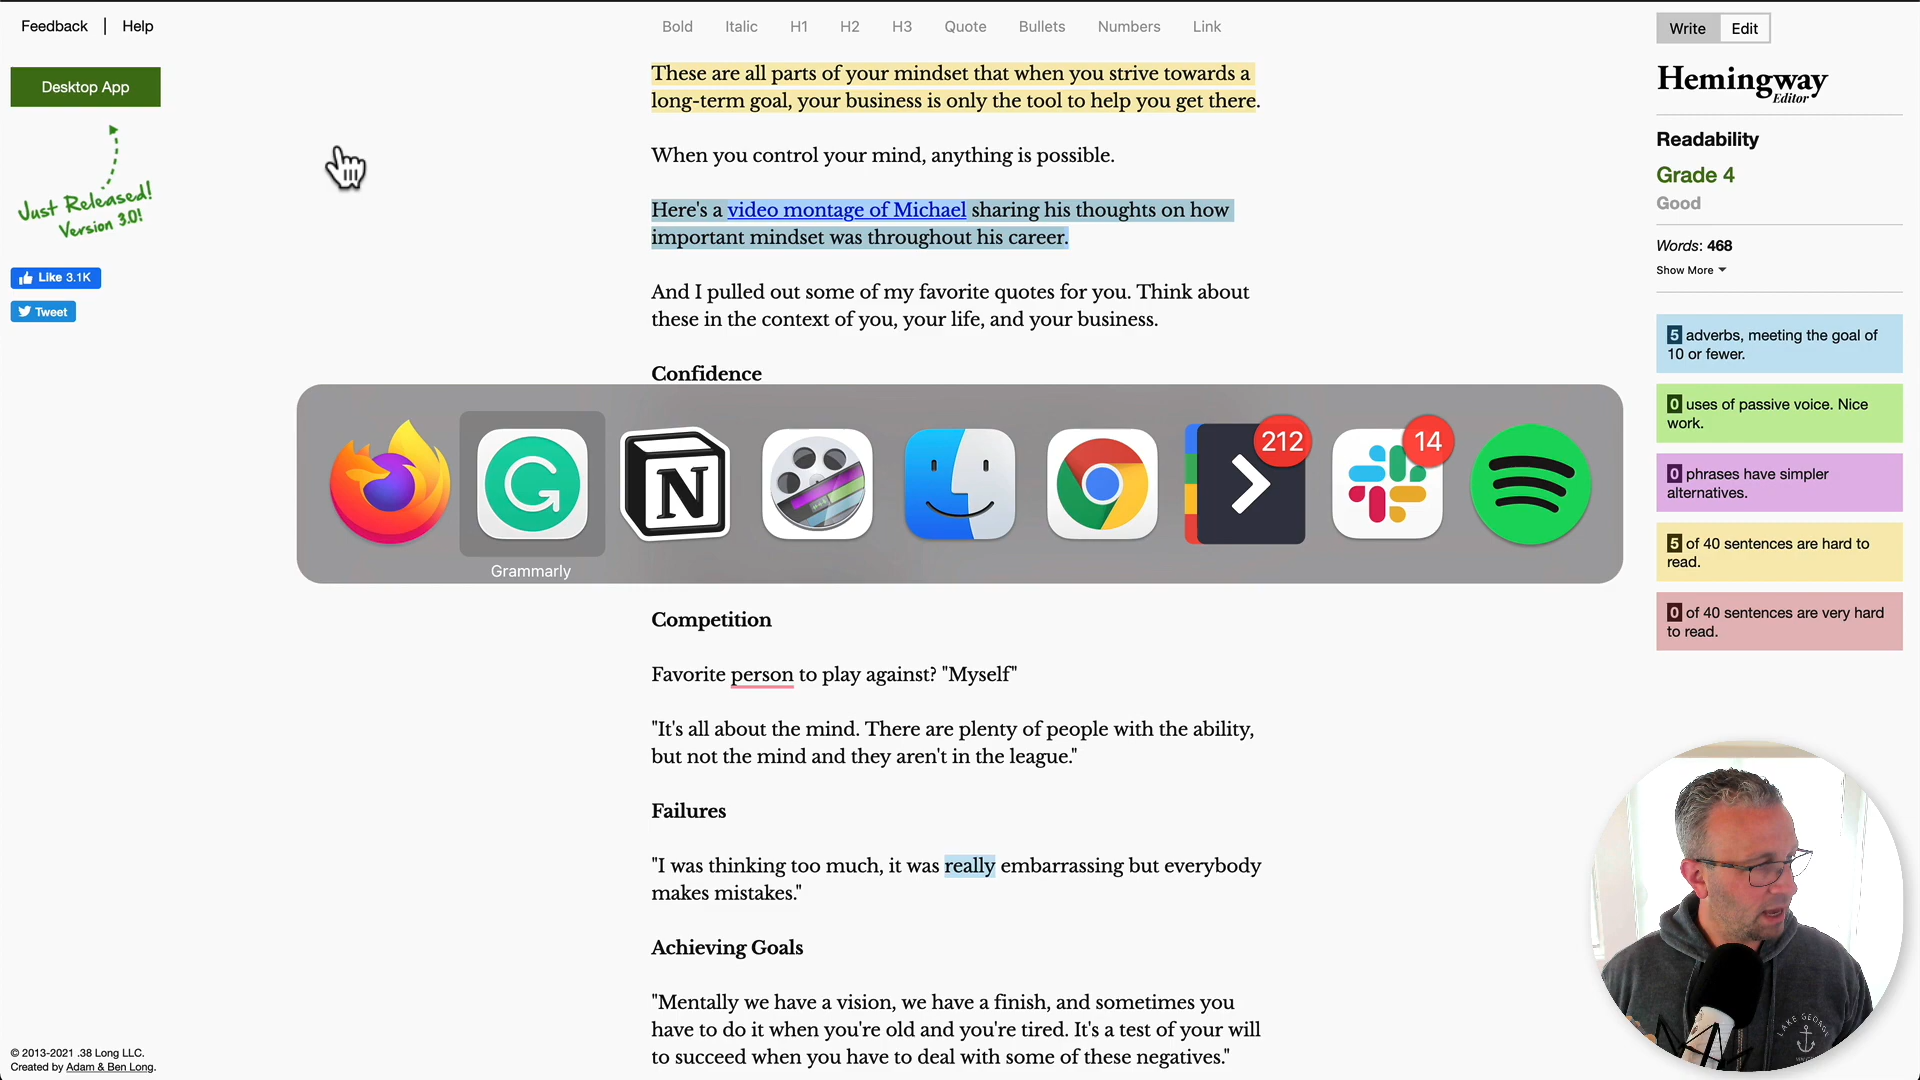 Feedback | Help
Bold Italic H1 H2 H3 Quote Bullets Numbers Link
Write Edit
Desktop App
Just Released!
Version 3.0!
Like 3.1K
Tweet
These are all parts of your mindset that when you strive towards a
long-term goal, your business is only the tool to help you get there.
When you control your mind, anything is possible.
Here's a video montage of Michael sharing his thoughts on how
important mindset was throughout his career.
And I pulled out some of my favorite quotes for you. Think about
these in the context of you, your life, and your business.
Confidence
N
212
14
Grammarly
Competition
Favorite person to play against? "Myself"
"It's all about the mind. There are plenty of people with the ability,
but not the mind and they aren't in the league."
Failures
"I was thinking too much, it was really embarrassing but everybody
makes mistakes."
Achieving Goals
"Mentally we have a vision, we have a finish, and sometimes you
have to do it when you're old and you're tired. It's a test of your will
to succeed when you have to deal with some of these negatives."
Hemingway
Editor
Readability
Grade 4
Good
Words: 468
Show More
5 adverbs, meeting the goal of
10 or fewer.
0 uses of passive voice. Nice
work.
0 phrases have simpler
alternatives.
5 of 40 sentences are hard to
read.
0 of 40 sentences are very hard
to read.
LAKE GEORGE
© 2013-2021 .38 Long LLC.
Created by Adam & Ben Long.